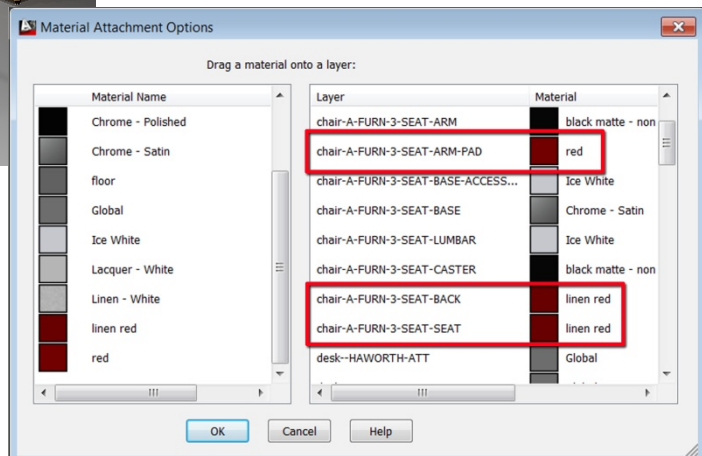 Material Attachment Options
Drag a material onto a layer:
Material Name
Chrome - Polished
Chrome - Satin
floor
Global
Ice White
Lacquer - White
Linen - White
linen red
red
Layer Material
chair-A-FURN-3-SEAT-ARM black matte - non
chair-A-FURN-3-SEAT-ARM-PAD red
chair-A-FURN-3-SEAT-BASE-ACCESS... Ice White
chair-A-FURN-3-SEAT-BASE Chrome - Satin
chair-A-FURN-3-SEAT-LUMBAR Ice White
chair-A-FURN-3-SEAT-CASTER black matte - non
chair-A-FURN-3-SEAT-BACK linen red
chair-A-FURN-3-SEAT-SEAT linen red
desk--HAWORTH-ATT Global
OK Cancel Help